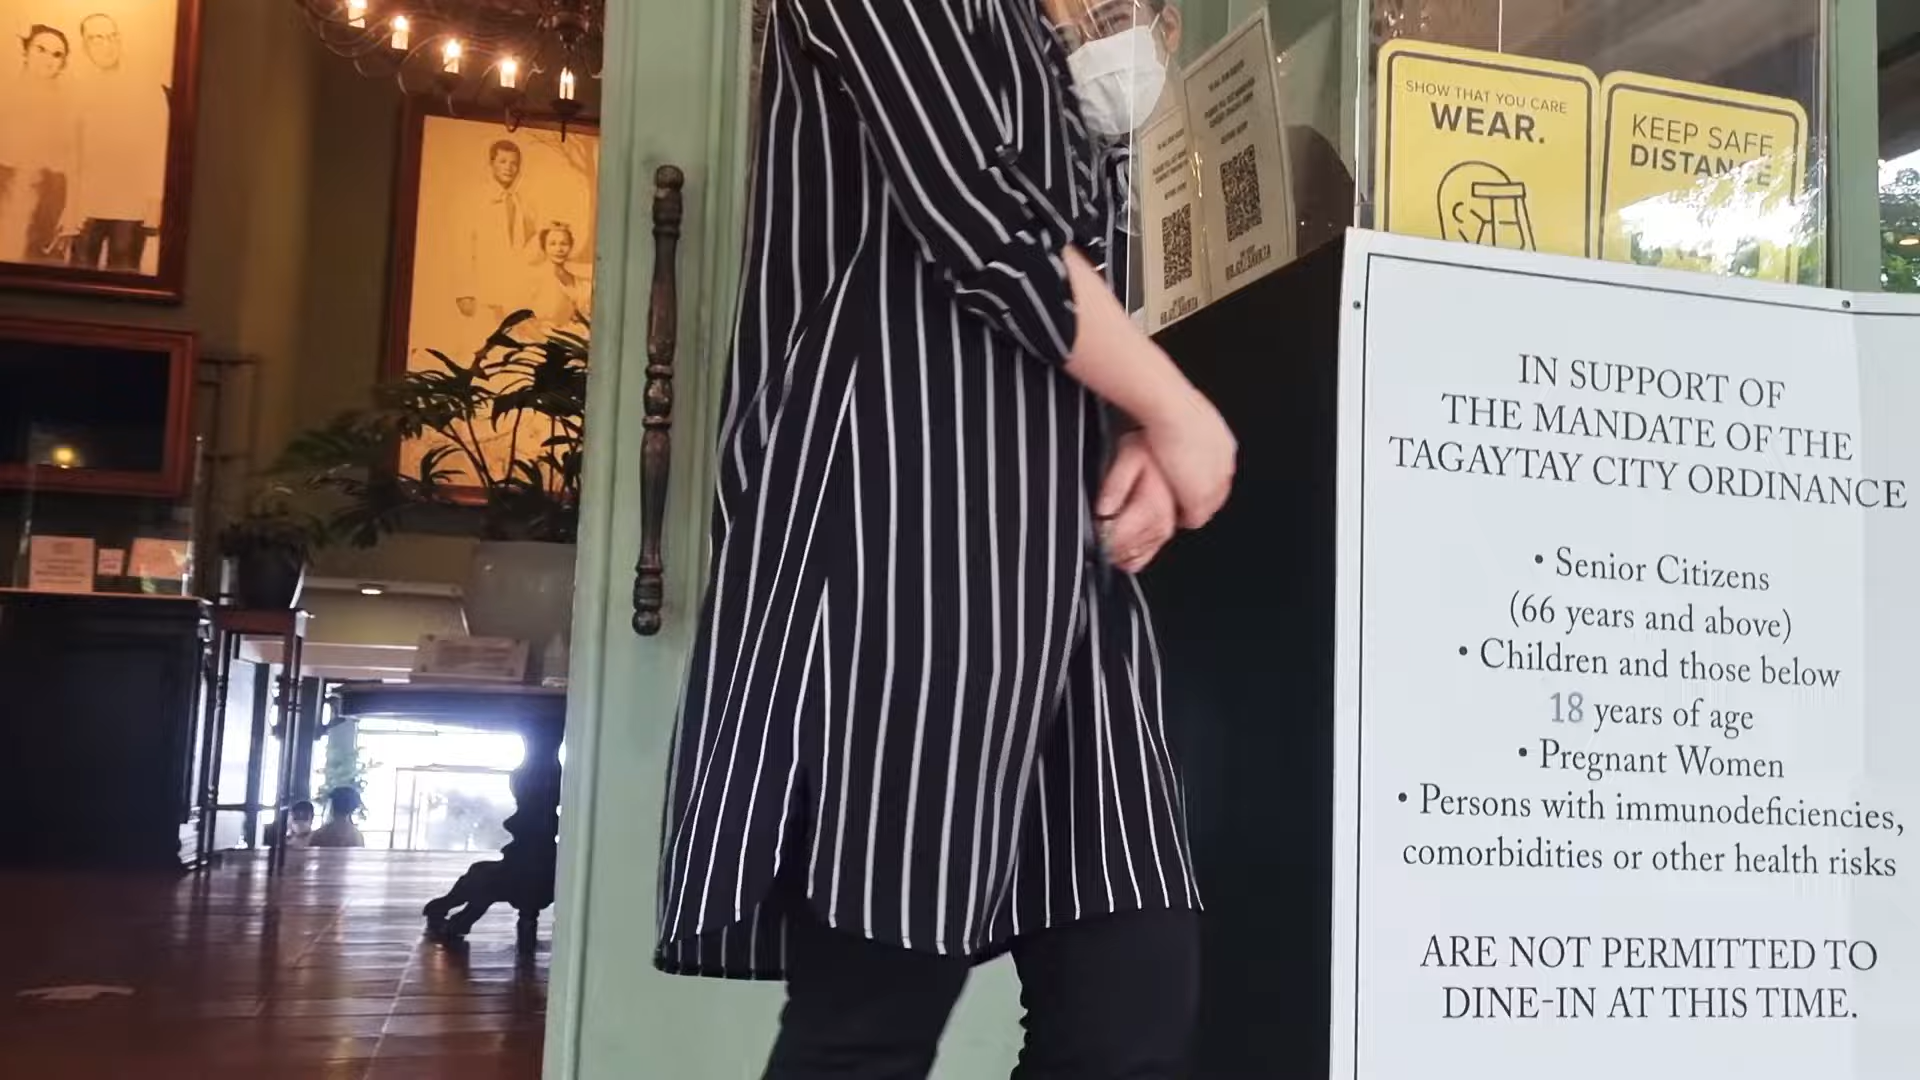 SHOW THAT YOU CARE
WEAR.
KEEP SAFE
DISTANCE
IN SUPPORT OF
THE MANDATE OF THE
TAGAYTAY CITY ORDINANCE
• Senior Citizens
(66 years and above)
• Children and those below
18 years of age
• Pregnant Women
• Persons with immunodeficiencies,
comorbidities or other health risks
ARE NOT PERMITTED TO
DINE-IN AT THIS TIME.